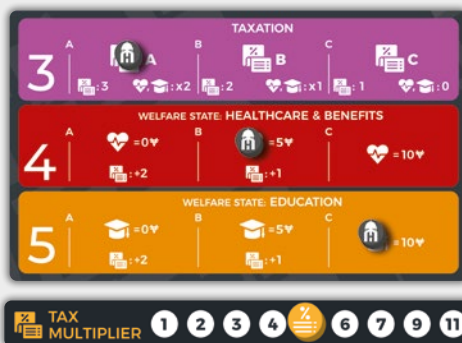 TAXATION
3 A A B B C C
:3 , :x2 :2 , :x1 :1 , :0
WELFARE STATE: HEALTHCARE & BENEFITS
4 A =0¥ B H =5¥ C =10¥
:+2 :+1
WELFARE STATE: EDUCATION
5 A =0¥ B =5¥ C H =10¥
:+2 :+1
TAX
MULTIPLIER 1 2 3 4 % 6 7 9 11